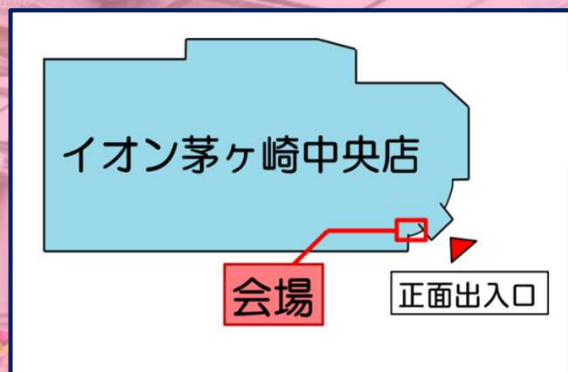 イオン茅ヶ崎中央店
会場
正面出入口